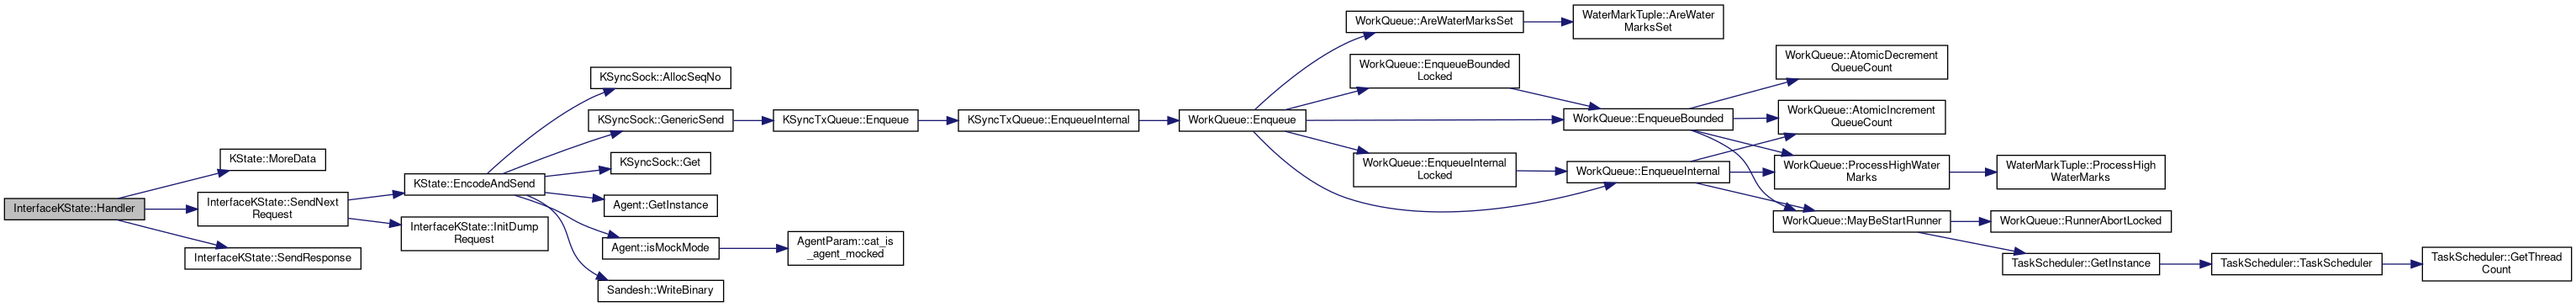 InterfaceKState::Handler
KState::MoreData
InterfaceKState::SendNext
Request
InterfaceKState::SendResponse
KState::EncodeAndSend
InterfaceKState::InitDump
Request
KSyncSock::AllocSeqNo
KSyncSock::GenericSend
KSyncSock::Get
Agent::GetInstance
Agent::isMockMode
Sandesh::WriteBinary
KSyncTxQueue::Enqueue
AgentParam::cat_is
_agent_mocked
KSyncTxQueue::EnqueueInternal
WorkQueue::Enqueue
WorkQueue::AreWaterMarksSet
WorkQueue::EnqueueBounded
Locked
WorkQueue::EnqueueInternal
Locked
WaterMarkTuple::AreWater
MarksSet
WorkQueue::EnqueueBounded
WorkQueue::EnqueueInternal
WorkQueue::AtomicDecrement
QueueCount
WorkQueue::AtomicIncrement
QueueCount
WorkQueue::ProcessHighWater
Marks
WorkQueue::MayBeStartRunner
WaterMarkTuple::ProcessHigh
WaterMarks
WorkQueue::RunnerAbortLocked
TaskScheduler::GetInstance
TaskScheduler::TaskScheduler
TaskScheduler::GetThread
Count